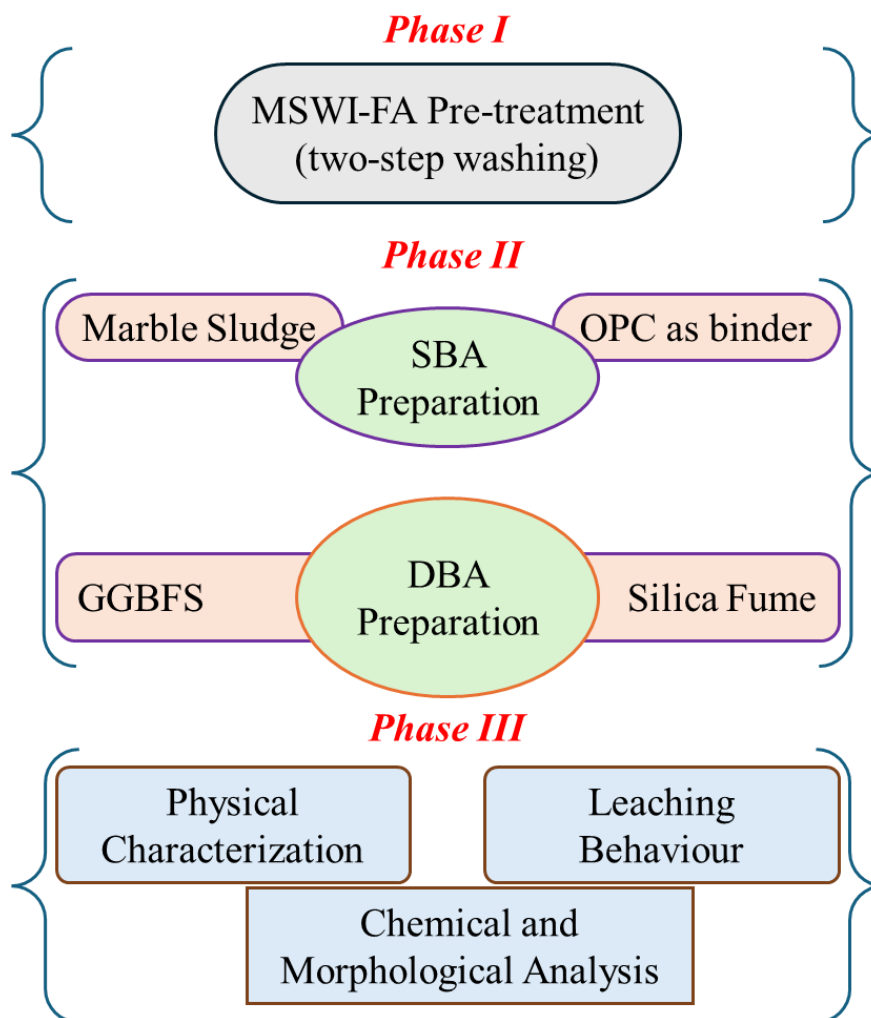 Phase I
MSWI-FA Pre-treatment
(two-step washing)
Phase II
Marble Sludge
OPC as binder
SBA
Preparation
GGBFS
DBA
Preparation
Silica Fume
Phase III
Physical
Characterization
Leaching
Behaviour
Chemical and
Morphological Analysis